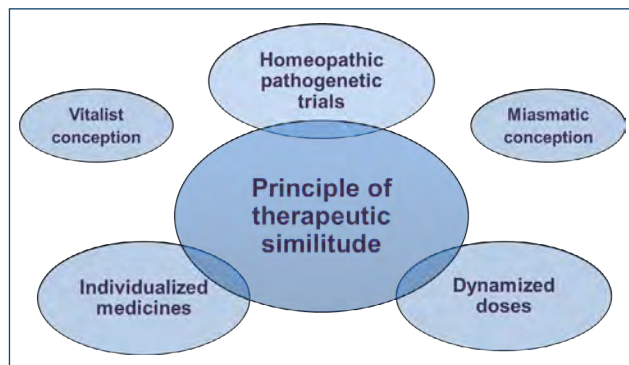 Homeopathic
pathogenetic
trials
Vitalist
conception
Miasmatic
conception
Principle of
therapeutic
similitude
Individualized
medicines
Dynamized
doses